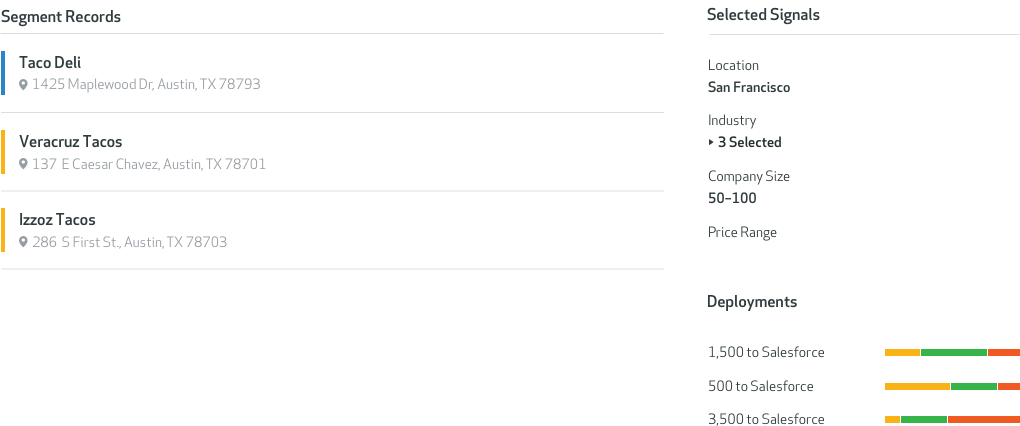 Segment Records
Taco Deli
1425 Maplewood Dr, Austin, TX 78793
Veracruz Tacos
137 E Caesar Chavez, Austin, TX 78701
Izzoz Tacos
286 S First St., Austin, TX 78703
Selected Signals
Location
San Francisco
Industry
3 Selected
Company Size
50–100
Price Range
Deployments
1,500 to Salesforce
500 to Salesforce
3,500 to Salesforce